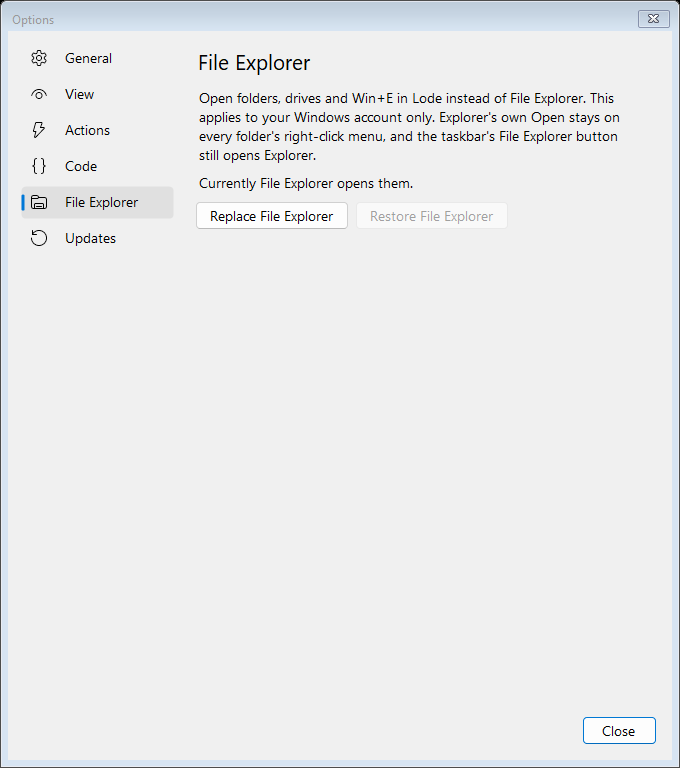 Options
General
View
Actions
Code
File Explorer
Updates
File Explorer
Open folders, drives and Win+E in Lode instead of File Explorer. This
applies to your Windows account only. Explorer's own Open stays on
every folder's right-click menu, and the taskbar's File Explorer button
still opens Explorer.
Currently File Explorer opens them.
Replace File Explorer
Restore File Explorer
Close